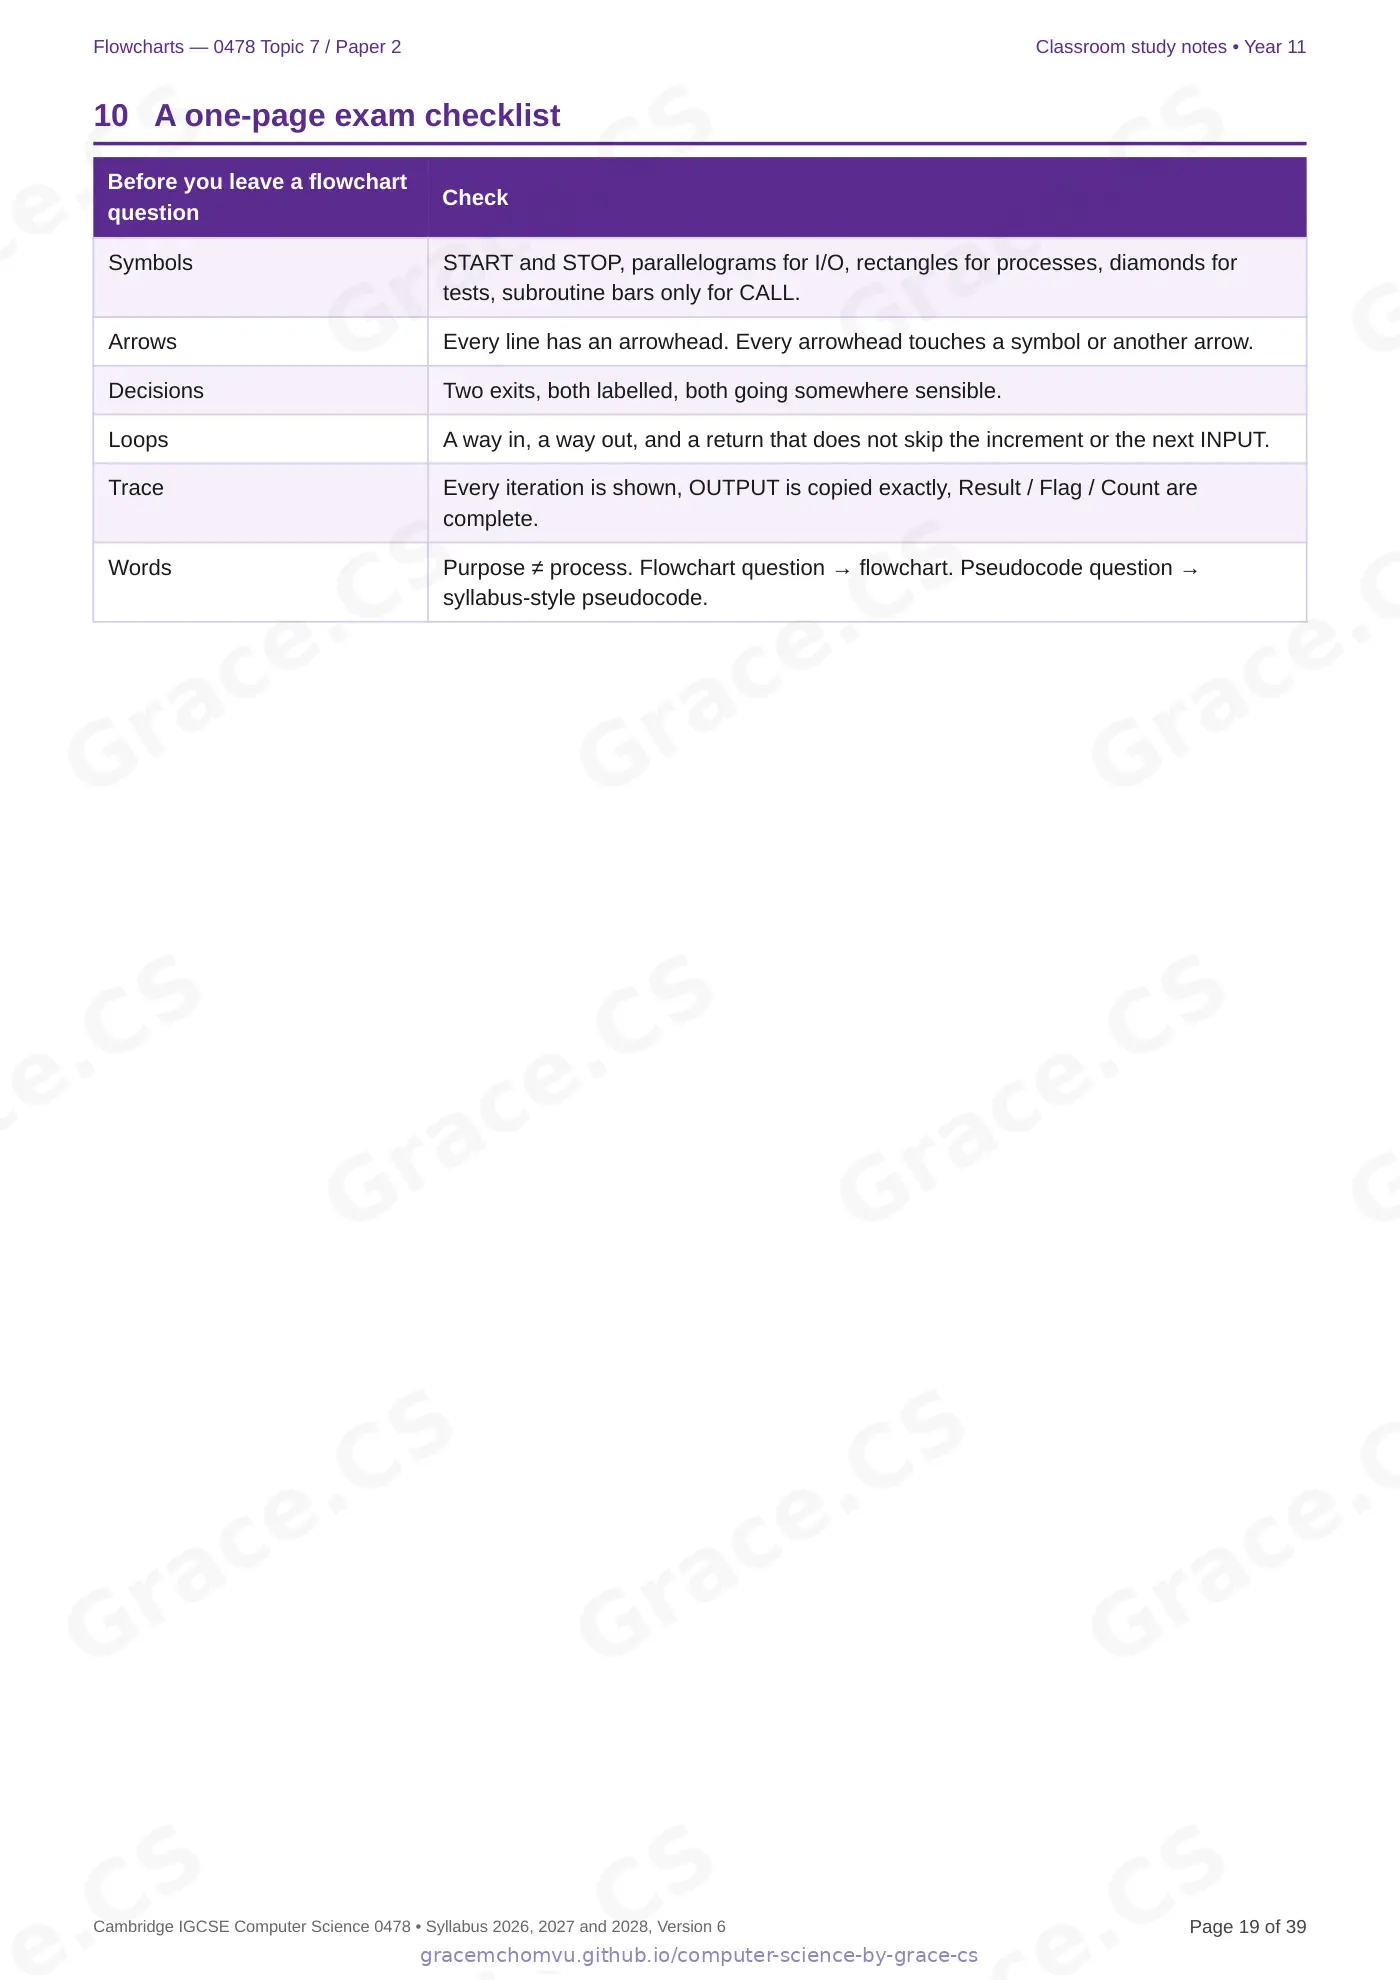 Flowcharts — 0478 Topic 7 / Paper 2
Classroom study notes • Year 11
10 A one-page exam checklist
Before you leave a flowchart
question
Check
Symbols
START and STOP, parallelograms for I/O, rectangles for processes, diamonds for
tests, subroutine bars only for CALL.
Arrows
Every line has an arrowhead. Every arrowhead touches a symbol or another arrow.
Decisions
Two exits, both labelled, both going somewhere sensible.
Loops
A way in, a way out, and a return that does not skip the increment or the next INPUT.
Trace
Every iteration is shown, OUTPUT is copied exactly, Result / Flag / Count are
complete.
Words
Purpose ≠ process. Flowchart question → flowchart. Pseudocode question →
syllabus-style pseudocode.
Grace.CS
Cambridge IGCSE Computer Science 0478 • Syllabus 2026, 2027 and 2028, Version 6
Page 19 of 39
gracemchomvu.github.io/computer-science-by-grace-cs